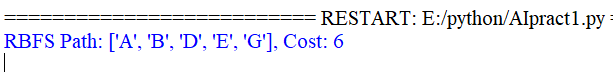 ========================== RESTART: E:/python/AIpract1.py =
RBFS Path: ['A', 'B', 'D', 'E', 'G'], Cost: 6